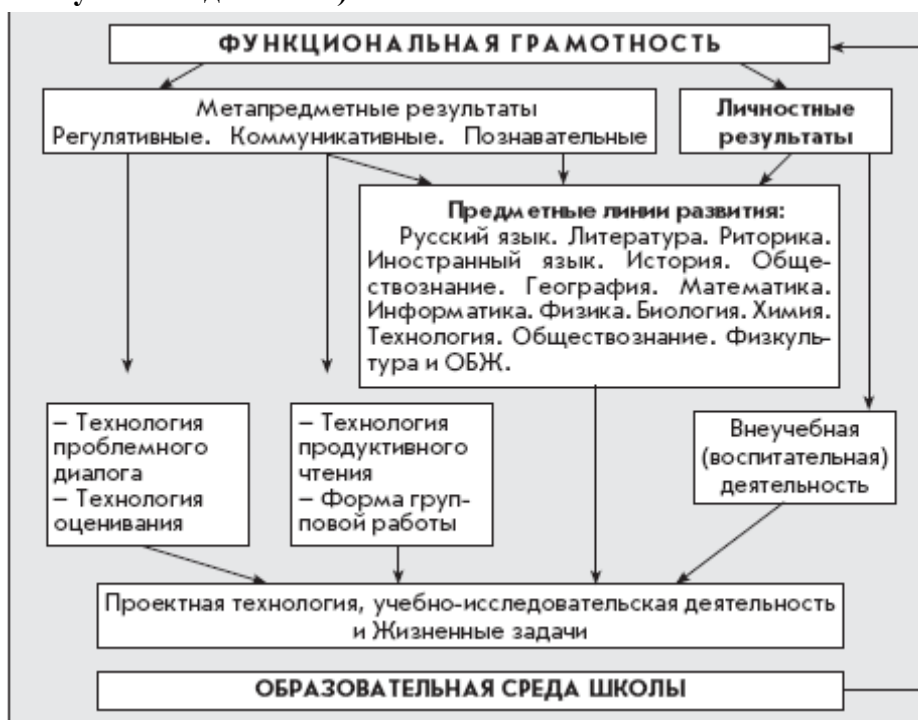 ФУНКЦИОНАЛЬНАЯ ГРАМОТНОСТЬ
Метапредметные результаты
Регулятивные. Коммуникативные. Познавательные
Личностные
результаты
Предметные линии развития:
Русский язык. Литература. Риторика.
Иностранный язык. История. Обще-
ствознание. География. Математика.
Информатика. Физика. Биология. Химия.
Технология. Обществознание. Физкуль-
тура и ОБЖ.
– Технология
проблемного
диалога
– Технология
оценивания
– Технология
продуктивного
чтения
– Форма груп-
повой работы
Внеучебная
(воспитательная)
деятельность
Проектная технология, учебно-исследовательская деятельность
и Жизненные задачи
ОБРАЗОВАТЕЛЬНАЯ СРЕДА ШКОЛЫ